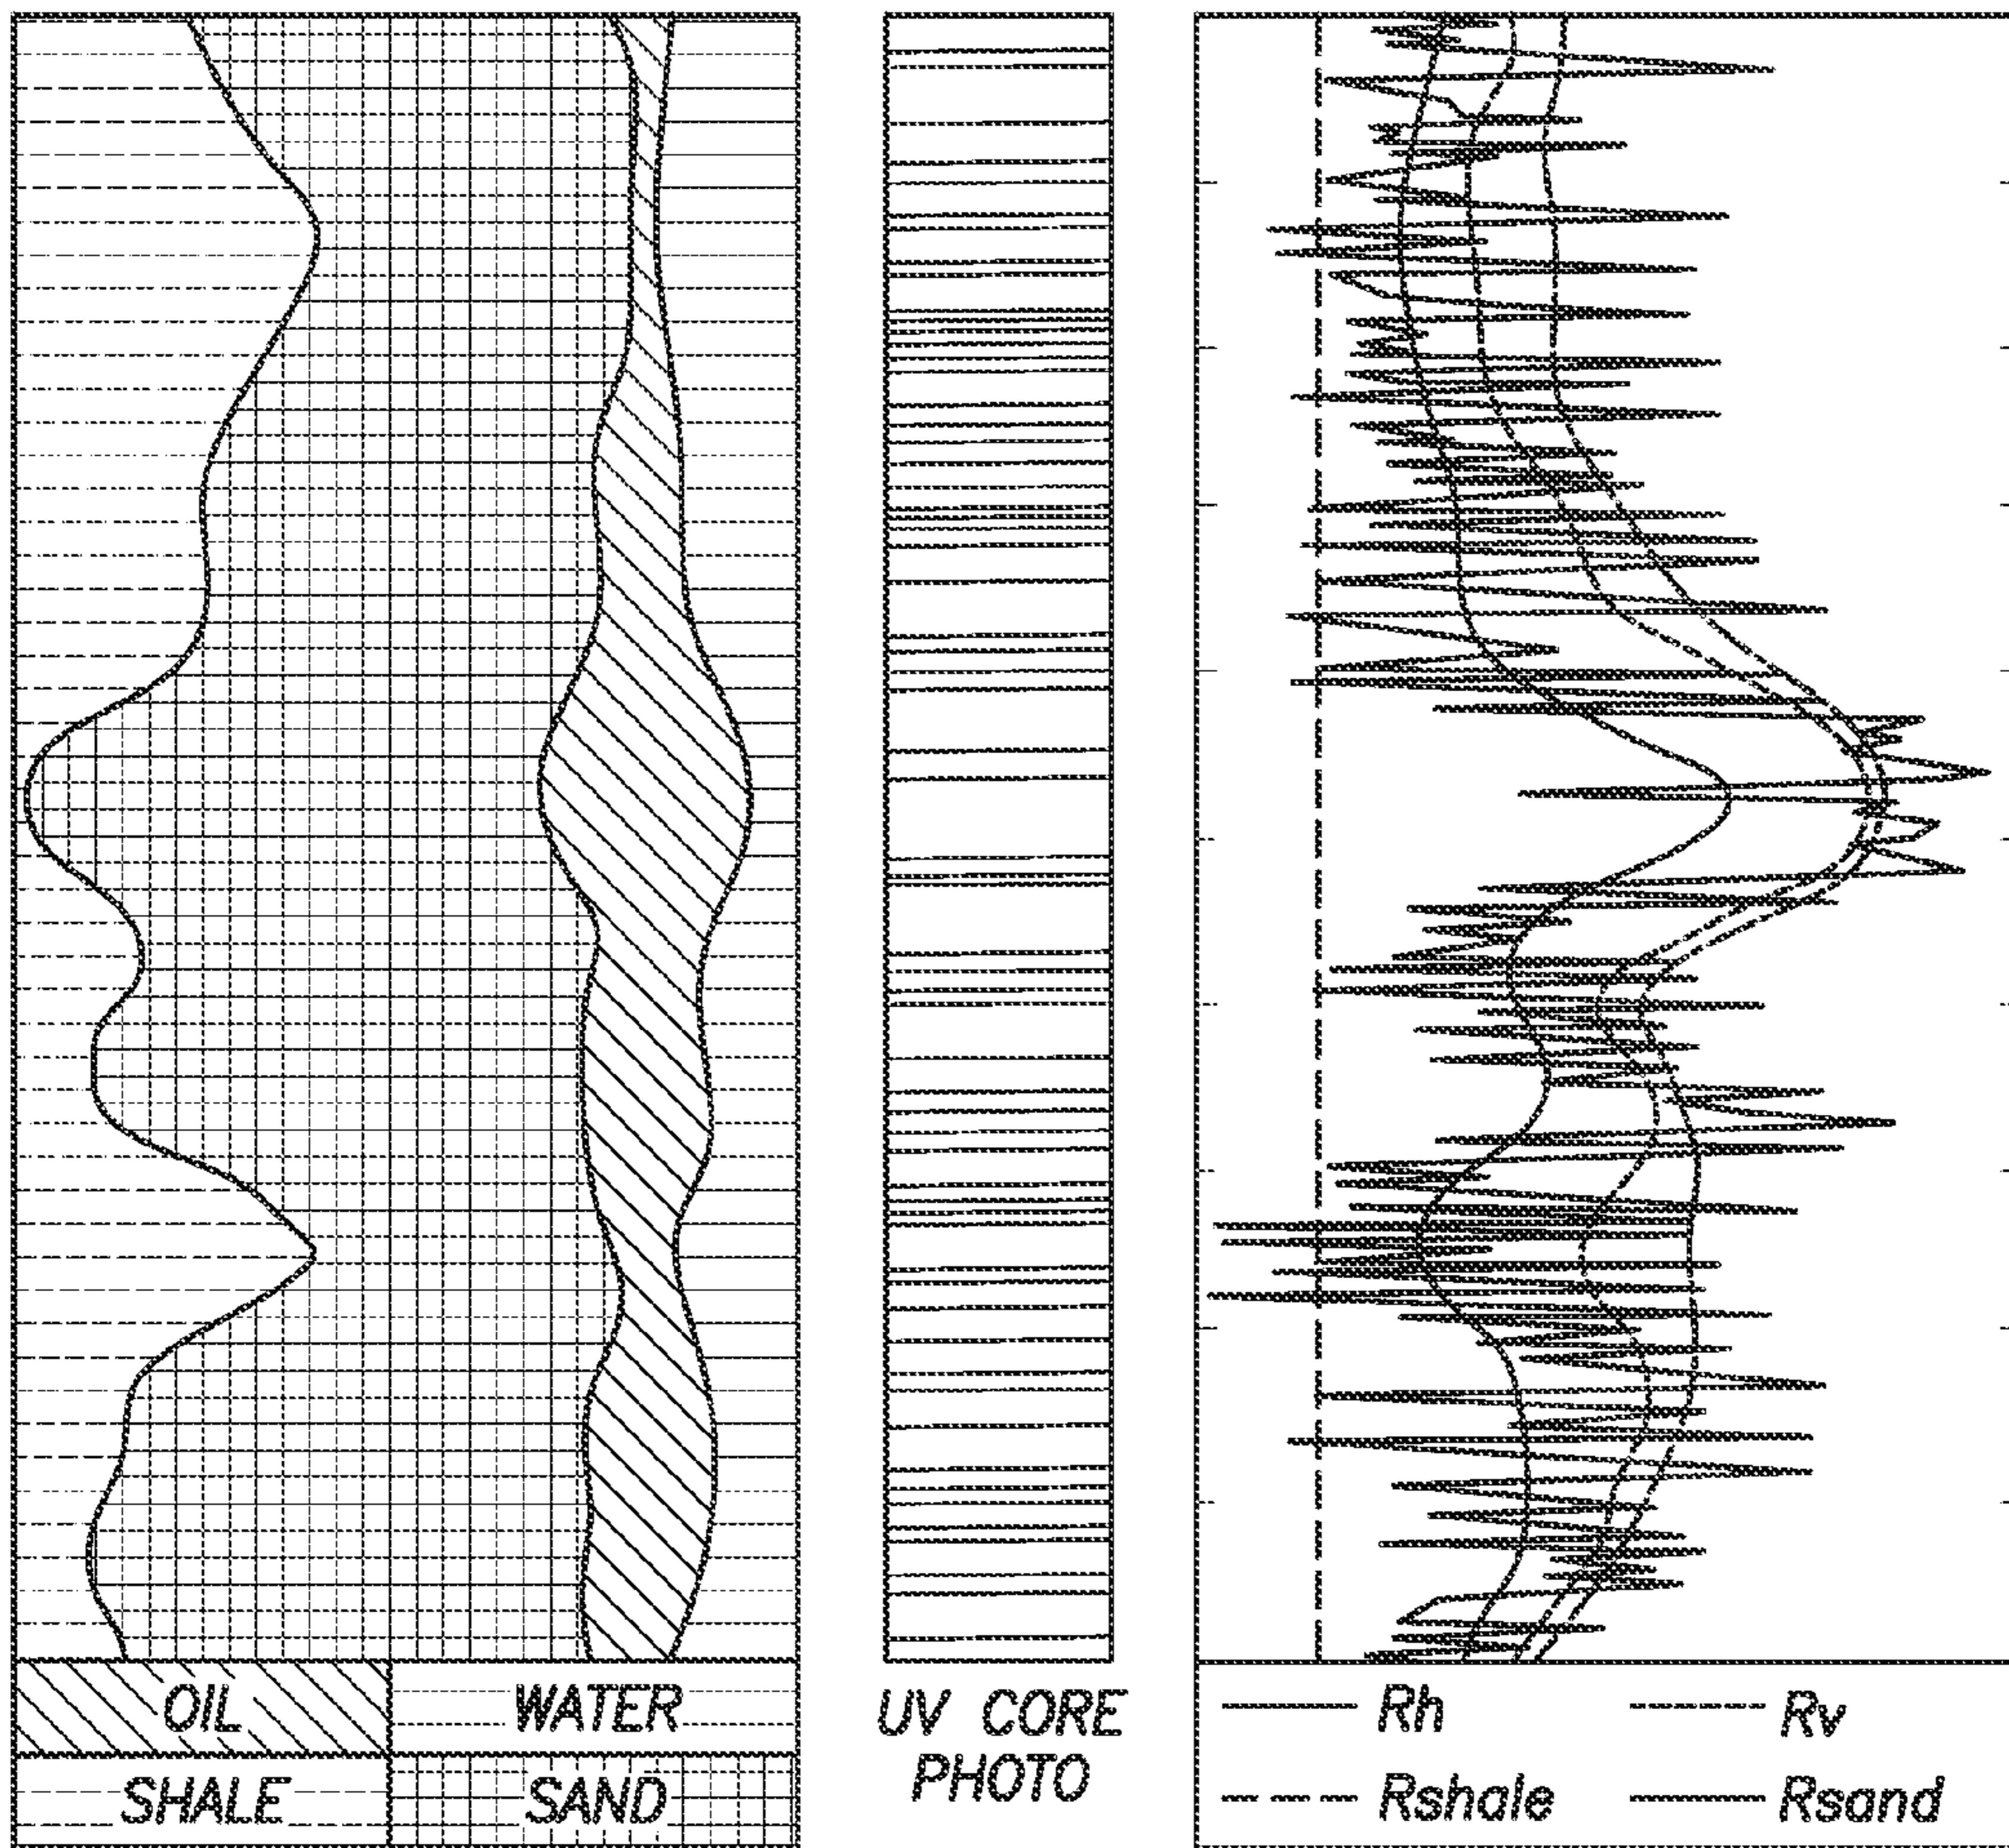 OIL WATER
SHALE SAND
UV CORE
PHOTO
Rh Rv
Rshale Rsand